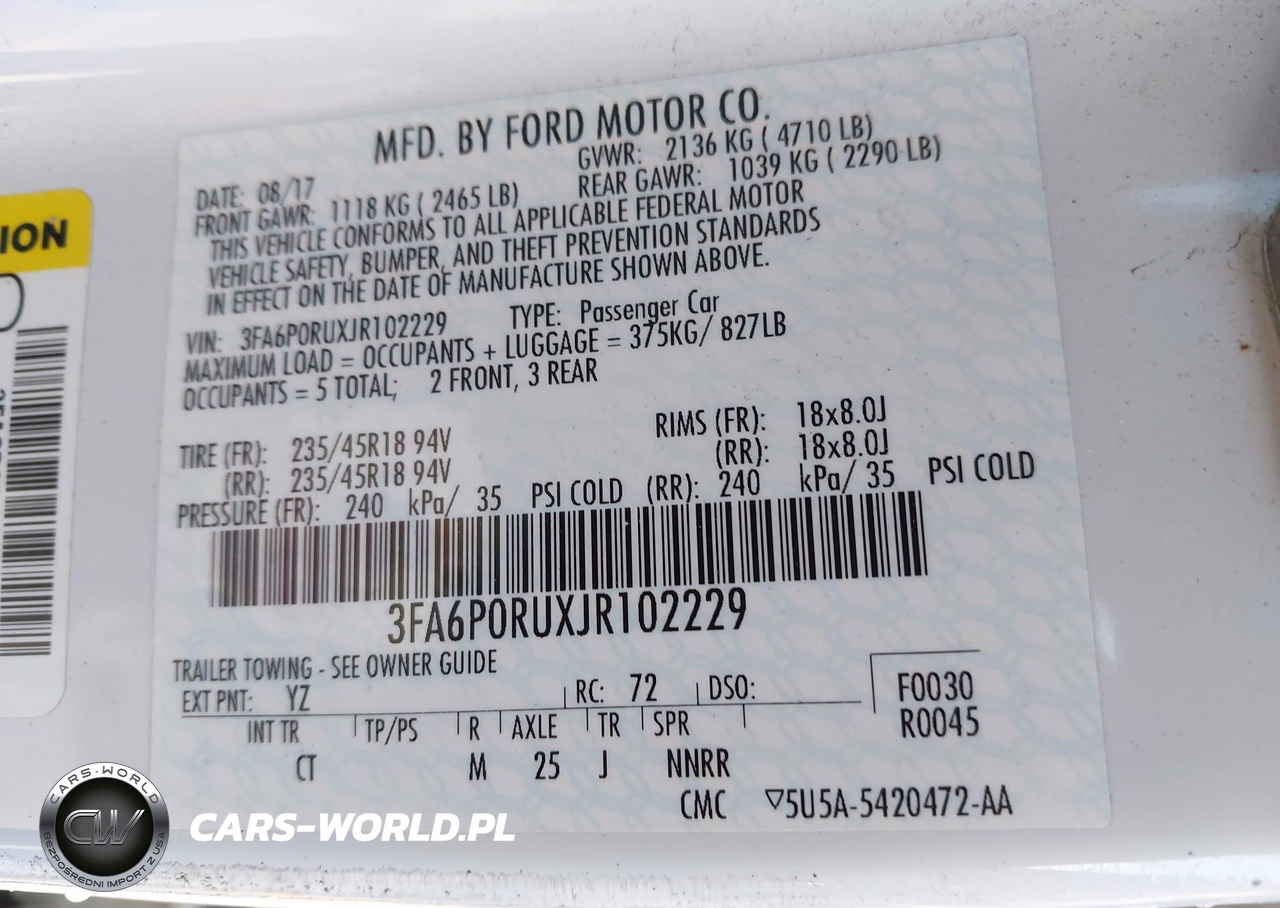 MFD. BY FORD MOTOR CO.
DATE: 08/17 GVWR: 2136 KG ( 4710 LB)
FRONT GAWR: 1118 KG ( 2465 LB) REAR GAWR: 1039 KG ( 2290 LB)
THIS VEHICLE CONFORMS TO ALL APPLICABLE FEDERAL MOTOR
VEHICLE SAFETY, BUMPER, AND THEFT PREVENTION STANDARDS
IN EFFECT ON THE DATE OF MANUFACTURE SHOWN ABOVE.
VIN: 3FA6P0RUXJR102229 TYPE: Passenger Car
MAXIMUM LOAD = OCCUPANTS + LUGGAGE = 375KG/ 827LB
OCCUPANTS = 5 TOTAL; 2 FRONT, 3 REAR
TIRE (FR): 235/45R18 94V RIMS (FR): 18x8.0J
(RR): 235/45R18 94V (RR): 18x8.0J
PRESSURE (FR): 240 kPa/ 35 PSI COLD (RR): 240 kPa/ 35 PSI COLD
3FA6P0RUXJR102229
TRAILER TOWING - SEE OWNER GUIDE
EXT PNT: YZ RC: 72 DSO: F0030
INT TR TP/PS R AXLE TR SPR R0045
CT M 25 J NNRR
CMC ▽5U5A-5420472-AA
ION
CARS-WORLD
CW
BEZPOŚREDNI IMPORT Z USA
CARS-WORLD.PL